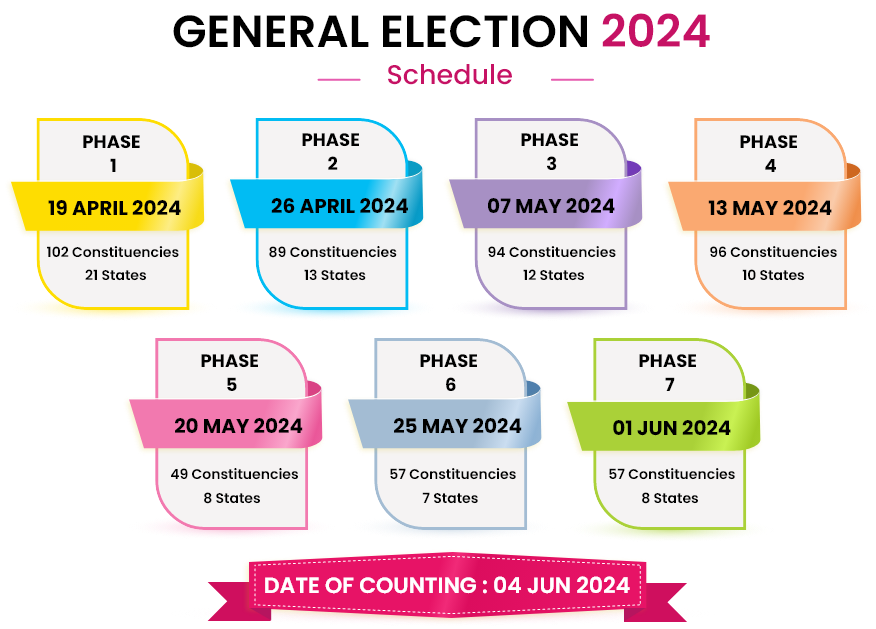 GENERAL ELECTION 2024
Schedule
PHASE
1
19 APRIL 2024
102 Constituencies
21 States
PHASE
2
26 APRIL 2024
89 Constituencies
13 States
PHASE
3
07 MAY 2024
94 Constituencies
12 States
PHASE
4
13 MAY 2024
96 Constituencies
10 States
PHASE
5
20 MAY 2024
49 Constituencies
8 States
PHASE
6
25 MAY 2024
57 Constituencies
7 States
PHASE
7
01 JUN 2024
57 Constituencies
8 States
DATE OF COUNTING : 04 JUN 2024